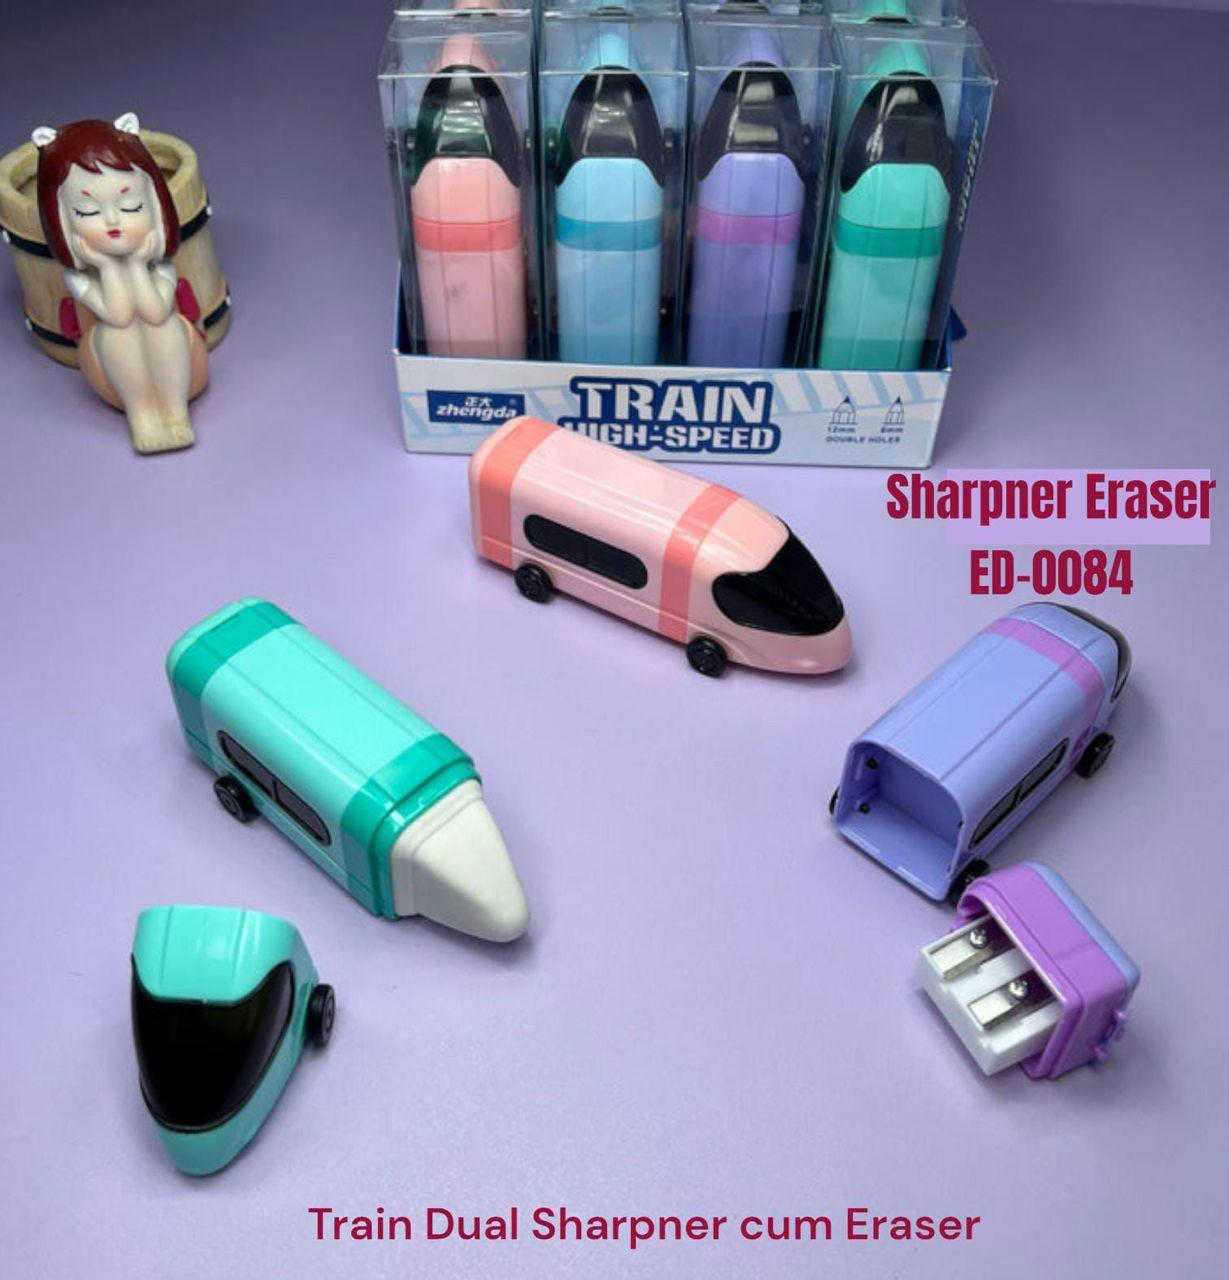 正大
zhengda
TRAIN
HIGH-SPEED
12mm 8mm
DOUBLE HOLES
Sharpner Eraser
ED-0084
Train Dual Sharpner cum Eraser